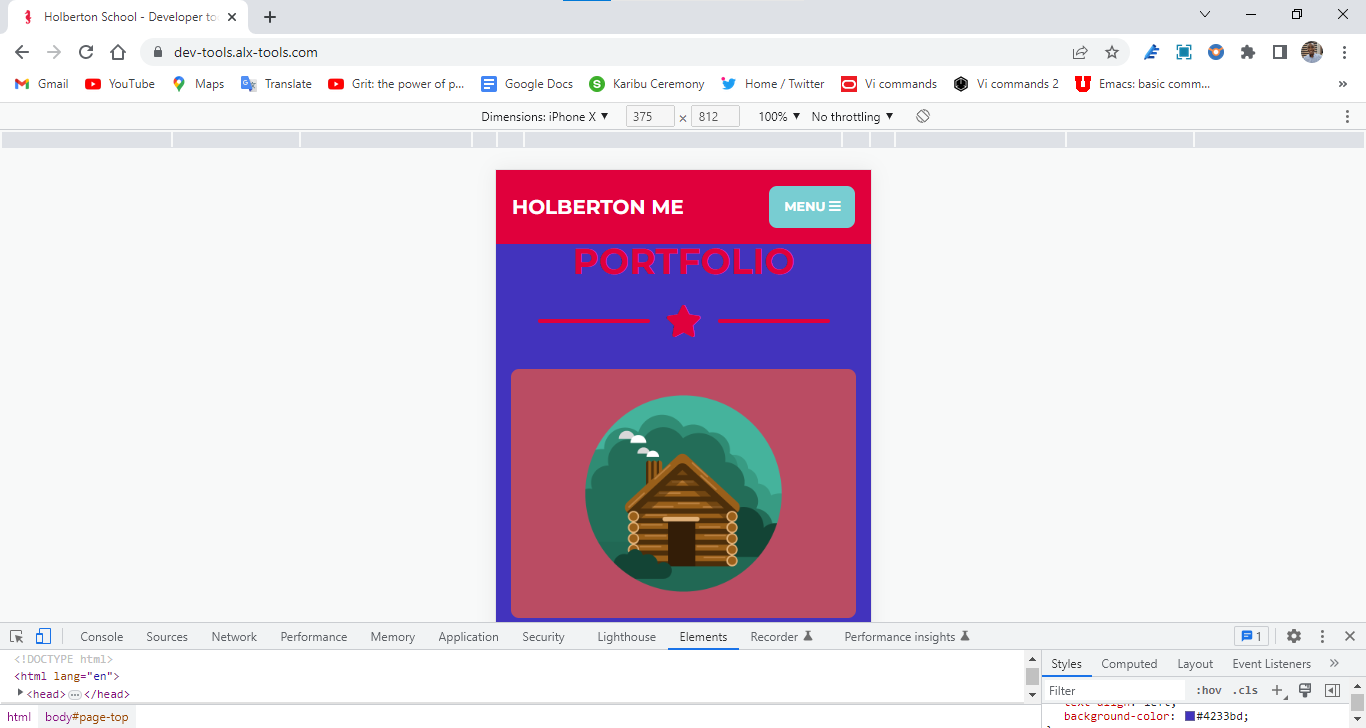 Holberton School - Developer to
dev-tools.alx-tools.com
Gmail YouTube Maps Translate Grit: the power of p... Google Docs Karibu Ceremony Home / Twitter Vi commands Vi commands 2 Emacs: basic comm... »
Dimensions: iPhone X ▼ 375 × 812 100% ▼ No throttling ▼
HOLBERTON ME MENU
PORTFOLIO
Console Sources Network Performance Memory Application Security Lighthouse Elements Recorder Performance insights 1
<!DOCTYPE html>
<html lang="en">
<head>…</head>
html body#page-top
Styles Computed Layout Event Listeners »
Filter :hov .cls +
text-align: left;
background-color: #4233bd;